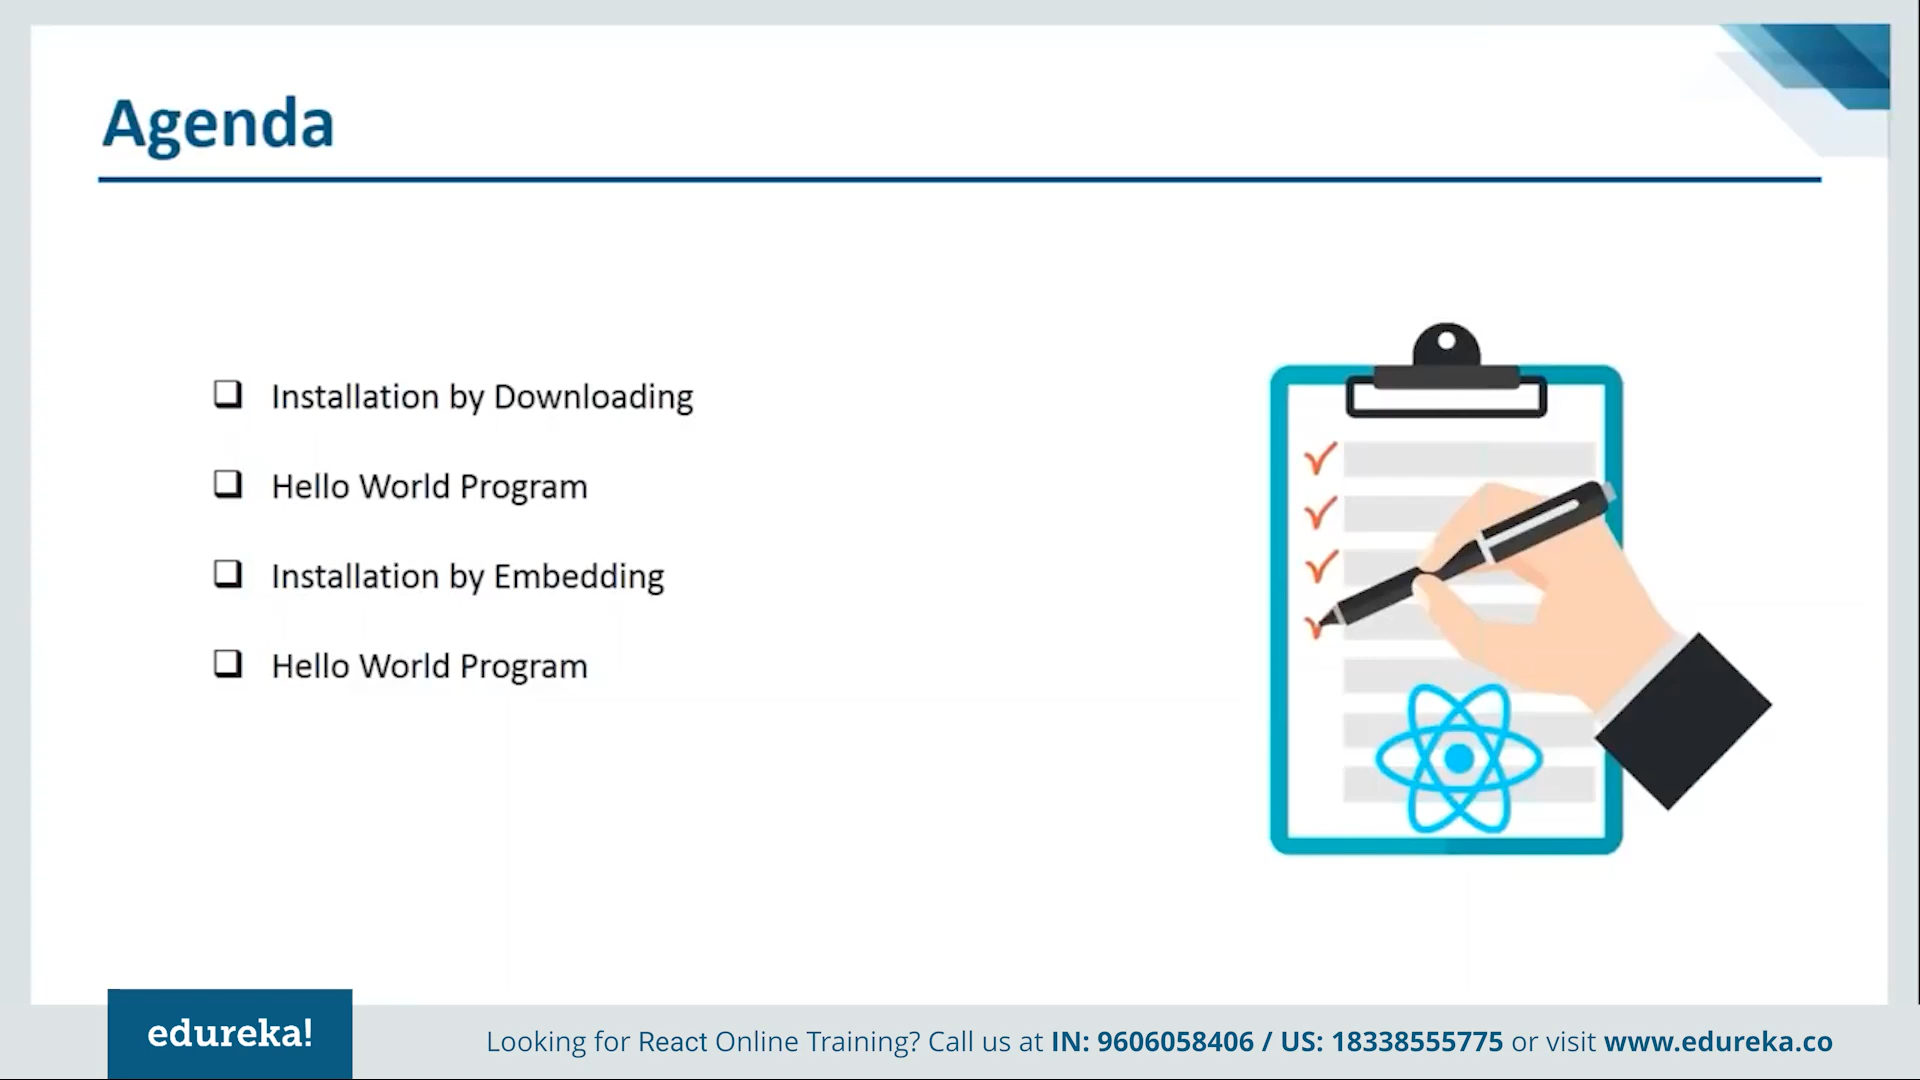 Agenda
Installation by Downloading
Hello World Program
Installation by Embedding
Hello World Program
edureka!
Looking for React Online Training? Call us at IN: 9606058406 / US: 18338555775 or visit www.edureka.co